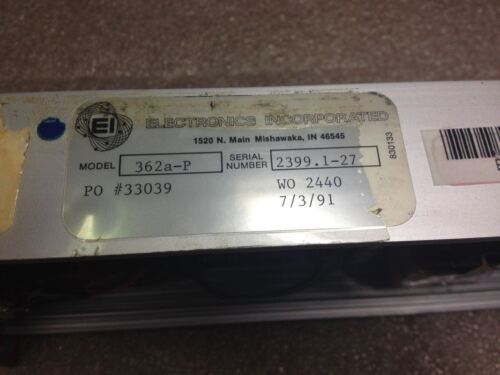 EI ELECTRONICS INCORPORATED
1520 N. Main Mishawaka, IN 46545
MODEL 362a-P SERIAL NUMBER 2399.1-27
PO #33039 WO 2440
7/3/91
830133